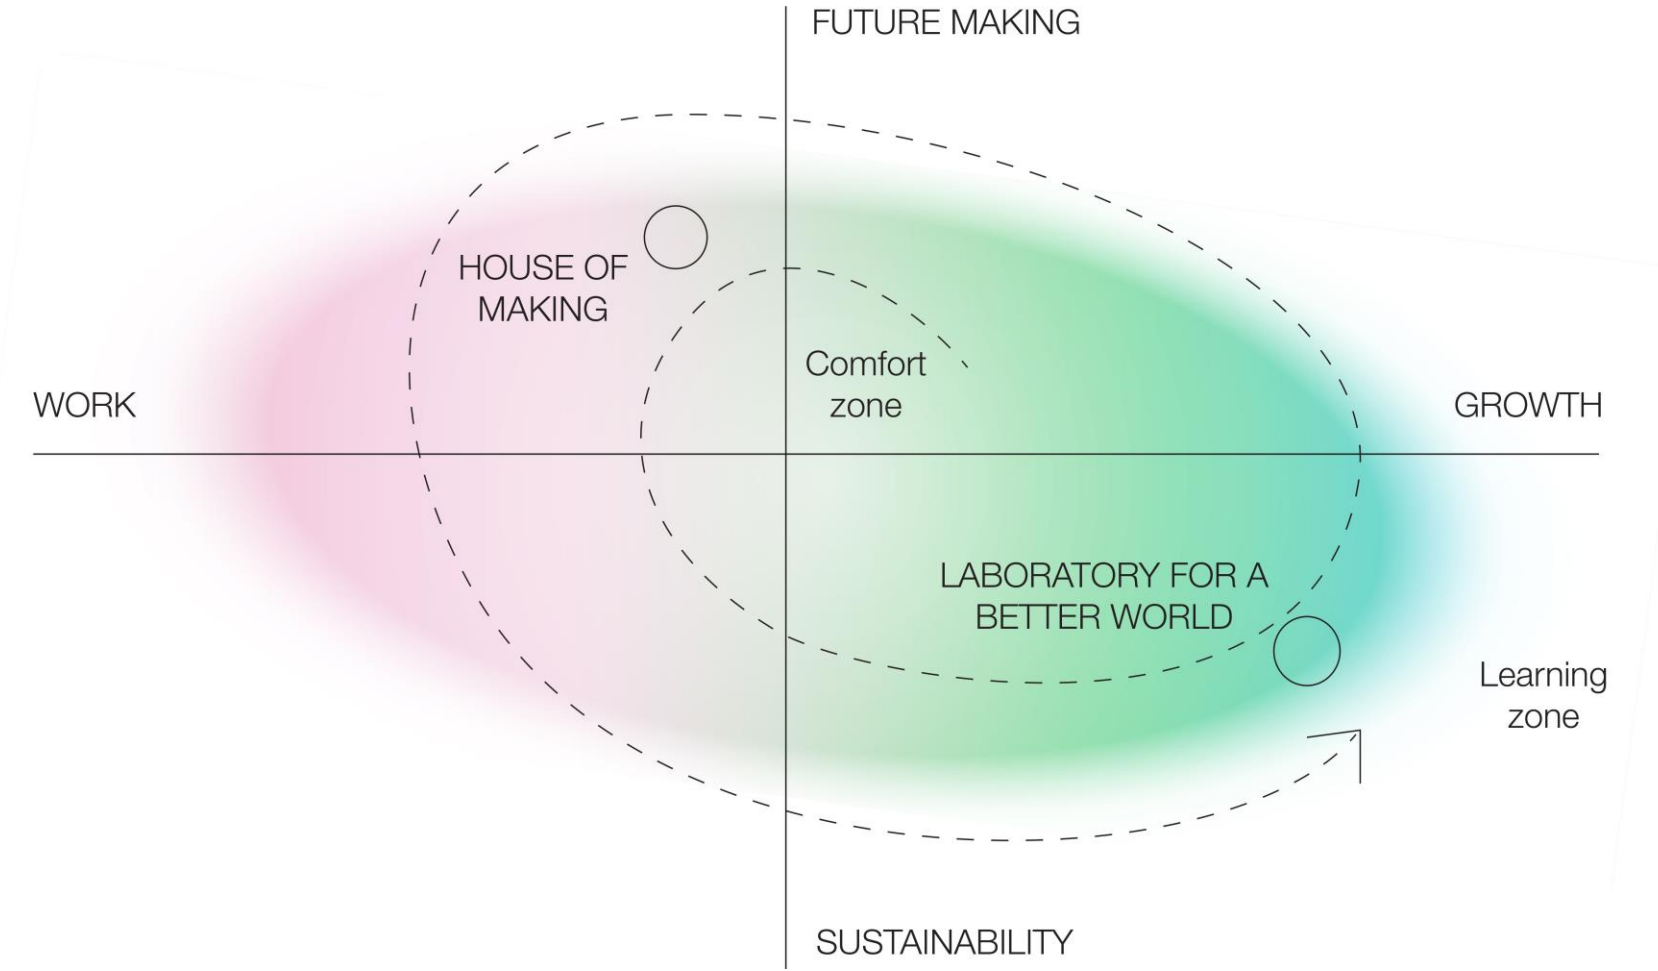 FUTURE MAKING
HOUSE OF
MAKING
Comfort
zone
WORK
GROWTH
LABORATORY FOR A
BETTER WORLD
Learning
zone
SUSTAINABILITY